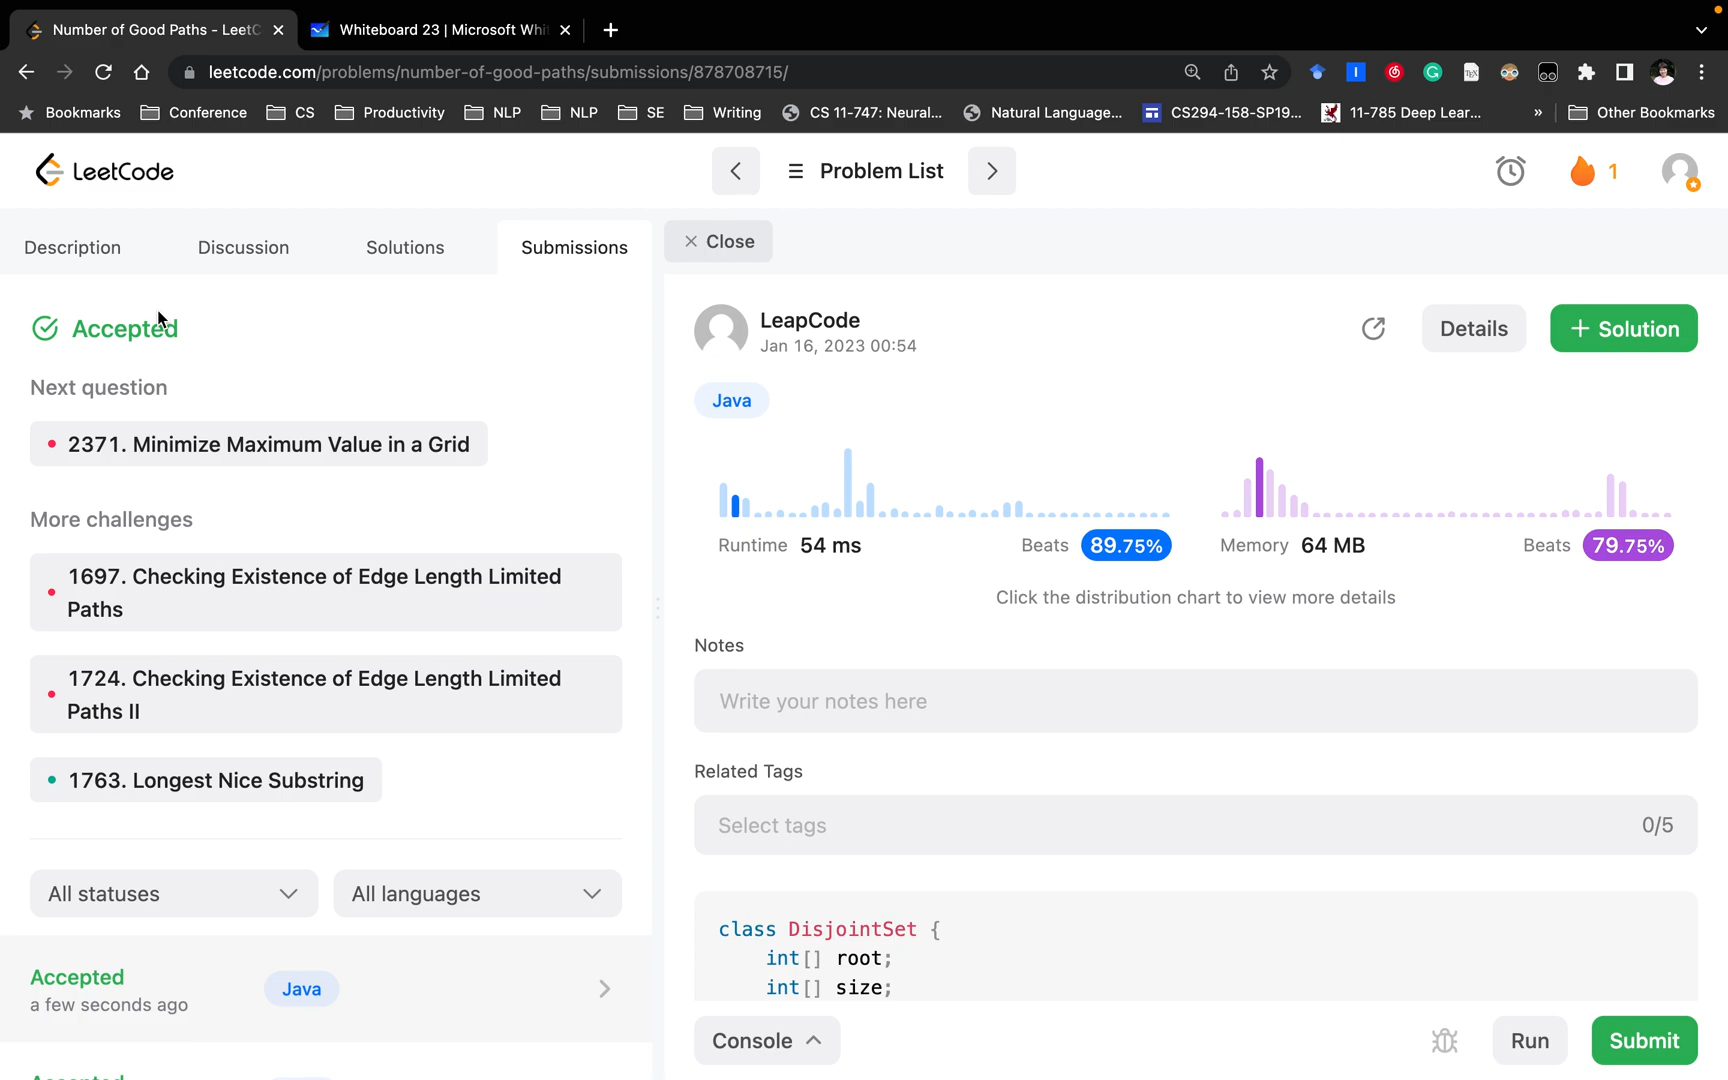 Number of Good Paths - LeetC
Whiteboard 23 | Microsoft Whi
leetcode.com/problems/number-of-good-paths/submissions/878708715/
Bookmarks
Conference
CS
Productivity
NLP
NLP
SE
Writing
CS 11-747: Neural...
Natural Language...
CS294-158-SP19...
11-785 Deep Lear...
»
Other Bookmarks
LeetCode
Problem List
1
Description
Discussion
Solutions
Submissions
Close
Accepted
Next question
2371. Minimize Maximum Value in a Grid
More challenges
1697. Checking Existence of Edge Length Limited
Paths
1724. Checking Existence of Edge Length Limited
Paths II
1763. Longest Nice Substring
All statuses
All languages
Accepted
a few seconds ago
Java
LeapCode
Jan 16, 2023 00:54
Details
+ Solution
Java
Runtime 54 ms
Beats 89.75%
Memory 64 MB
Beats 79.75%
Click the distribution chart to view more details
Notes
Write your notes here
Related Tags
Select tags
0/5
class DisjointSet {
int[] root;
int[] size;
Console
Run
Submit